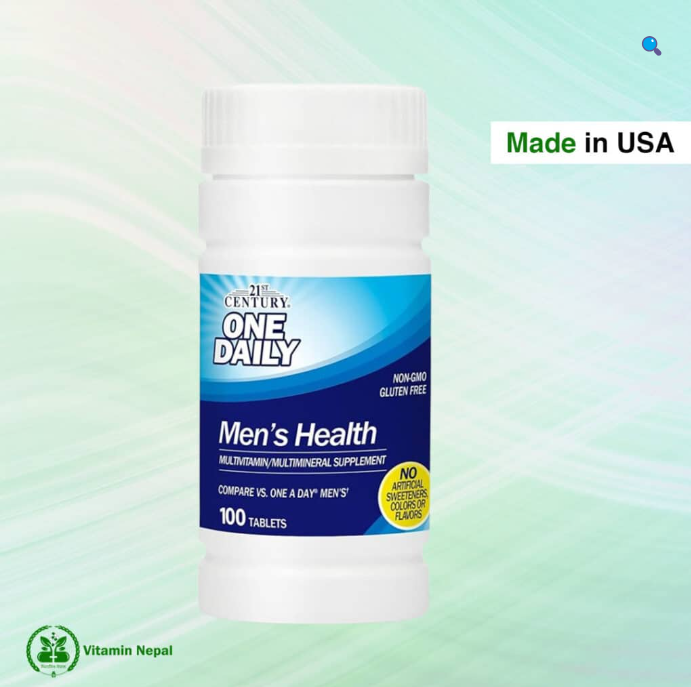 Made in USA
21ST
CENTURY®
ONE
DAILY
NON-GMO
GLUTEN FREE
Men's Health
MULTIVITAMIN/MULTIMINERAL SUPPLEMENT
COMPARE VS. ONE A DAY® MEN'S†
100 TABLETS
NO
ARTIFICIAL
SWEETENERS,
COLORS OR
FLAVORS
Vitamin Nepal